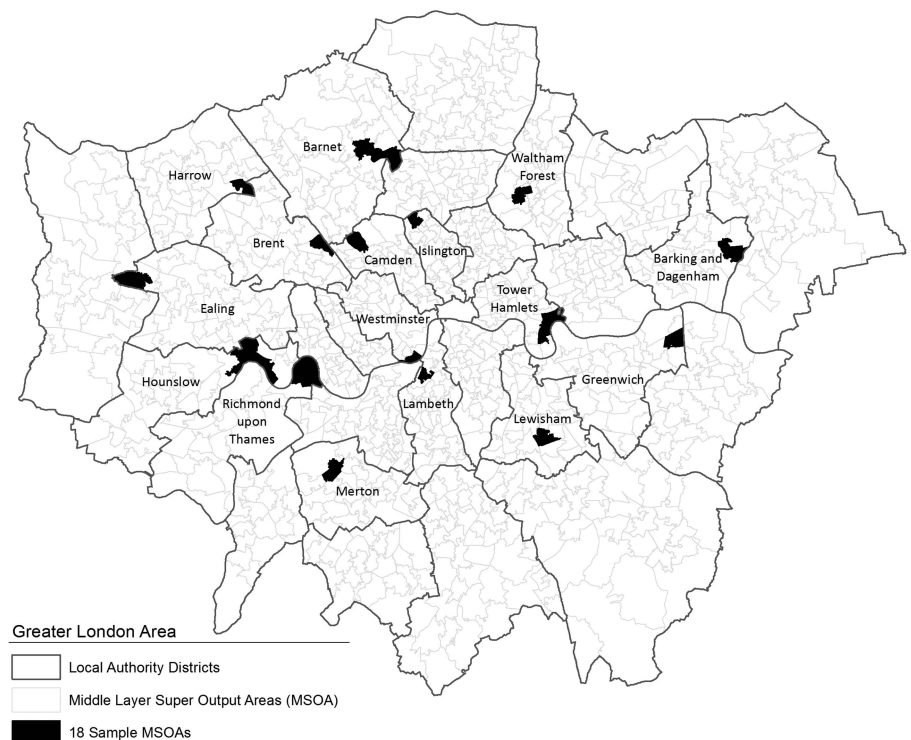 Barnet
Waltham
Forest
Harrow
Brent
Camden
Islington
Barking and
Dagenham
Ealing
Tower
Hamlets
Westminster
Hounslow
Greenwich
Richmond
upon
Thames
Lambeth
Lewisham
Merton
Greater London Area
Local Authority Districts
Middle Layer Super Output Areas (MSOA)
18 Sample MSOAs